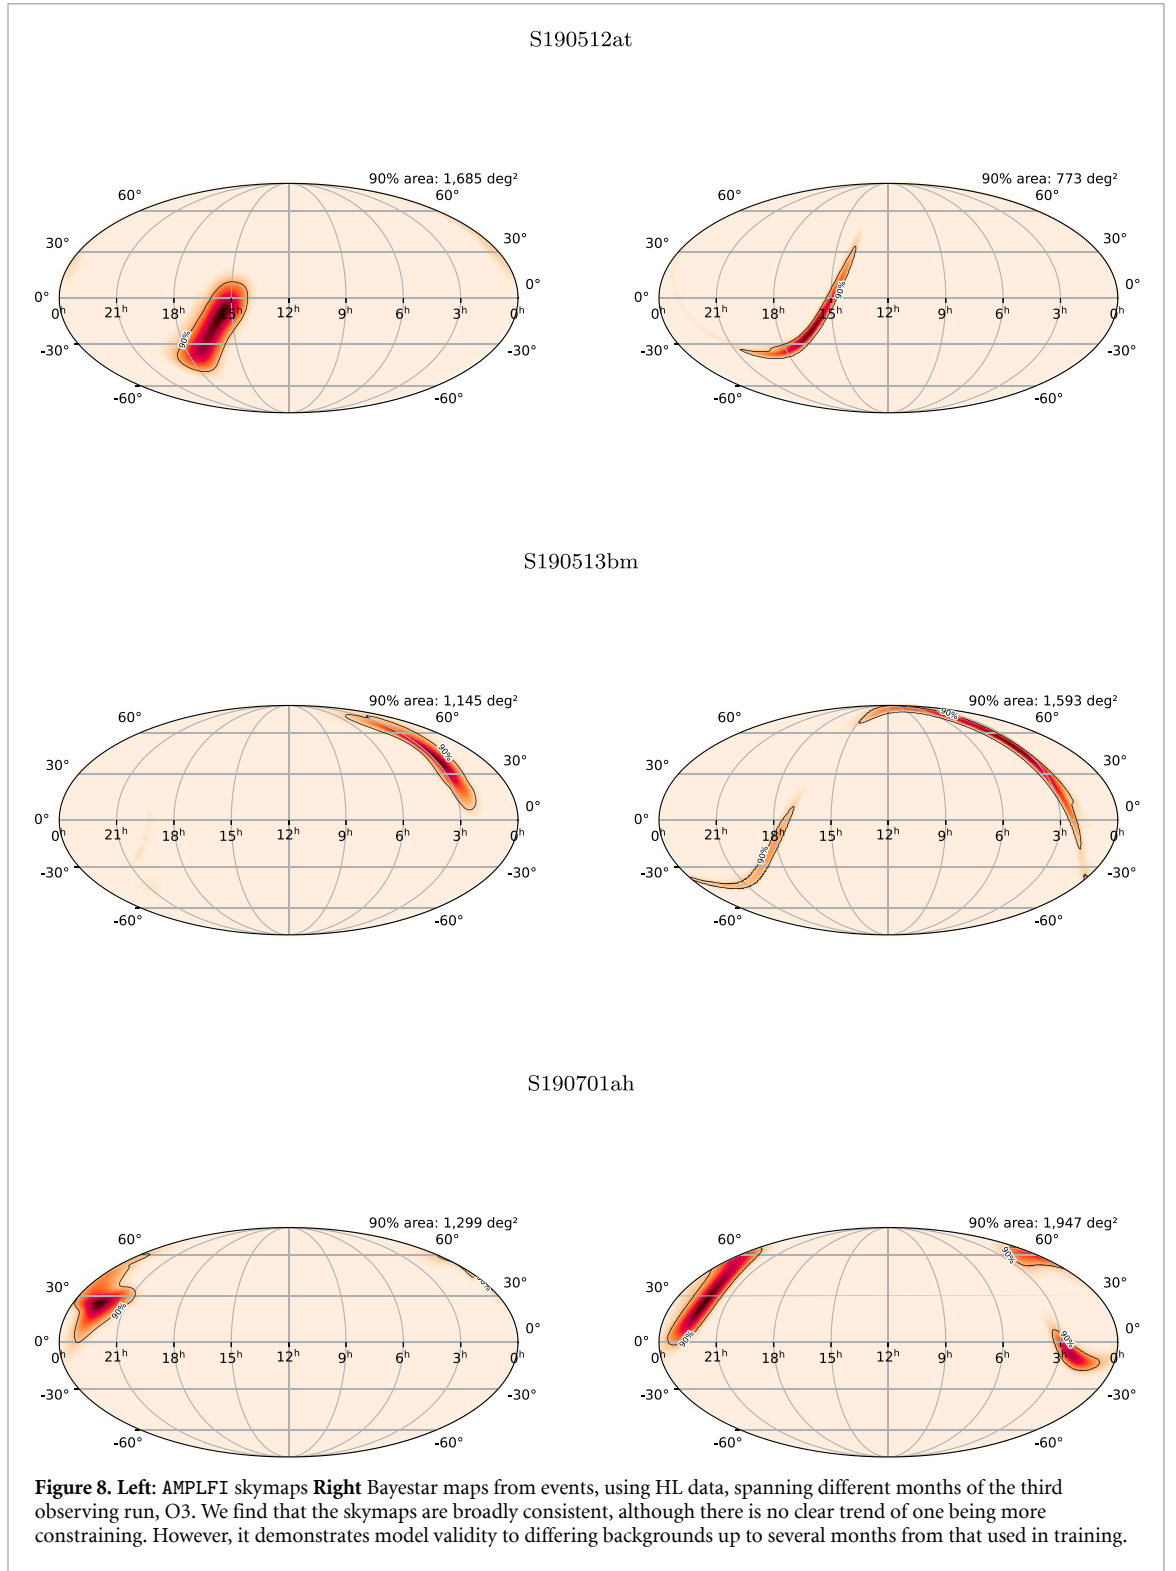 S190512at
90% area: 1,685 deg²
60° 60°
30° 30°
0° 0°
0ʰ 21ʰ 18ʰ 15ʰ 12ʰ 9ʰ 6ʰ 3ʰ 0ʰ
90%
-30° -30°
-60° -60°
90% area: 773 deg²
60° 60°
30° 30°
90%
0° 0°
0ʰ 21ʰ 18ʰ 15ʰ 12ʰ 9ʰ 6ʰ 3ʰ 0ʰ
-30° -30°
-60° -60°
S190513bm
90% area: 1,145 deg²
60° 60°
90%
30° 30°
0° 0°
0ʰ 21ʰ 18ʰ 15ʰ 12ʰ 9ʰ 6ʰ 3ʰ 0ʰ
-30° -30°
-60° -60°
90% area: 1,593 deg²
90%
60° 60°
30° 30°
0° 0°
0ʰ 21ʰ 18ʰ 15ʰ 12ʰ 9ʰ 6ʰ 3ʰ 0ʰ
90%
-30° -30°
-60° -60°
S190701ah
90% area: 1,299 deg²
60° 60°
90%
30° 30°
90%
0° 0°
0ʰ 21ʰ 18ʰ 15ʰ 12ʰ 9ʰ 6ʰ 3ʰ 0ʰ
-30° -30°
-60° -60°
90% area: 1,947 deg²
60° 60°
90%
30° 30°
90% 90%
0° 0°
0ʰ 21ʰ 18ʰ 15ʰ 12ʰ 9ʰ 6ʰ 3ʰ 0ʰ
-30° -30°
-60° -60°
Figure 8. Left: AMPLFI skymaps Right Bayestar maps from events, using HL data, spanning different months of the third
observing run, O3. We find that the skymaps are broadly consistent, although there is no clear trend of one being more
constraining. However, it demonstrates model validity to differing backgrounds up to several months from that used in training.